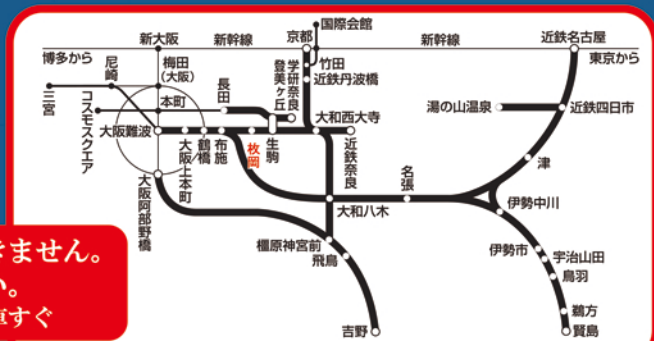 国際会館
新大阪
新幹線
京都
新幹線
近鉄名古屋
博多から
東京から
尼崎
梅田
(大阪)
竹田
近鉄丹波橋
学研奈良
登美ヶ丘
三宮
コスモスクエア
本町
長田
湯の山温泉
近鉄四日市
大阪難波
大和西大寺
大阪上本町
鶴橋
布施
枚岡
生駒
近鉄奈良
津
名張
大和八木
伊勢中川
大阪阿部野橋
橿原神宮前
飛鳥
伊勢市
宇治山田
鳥羽
鵜方
賢島
吉野
きません。
い。
車すぐ